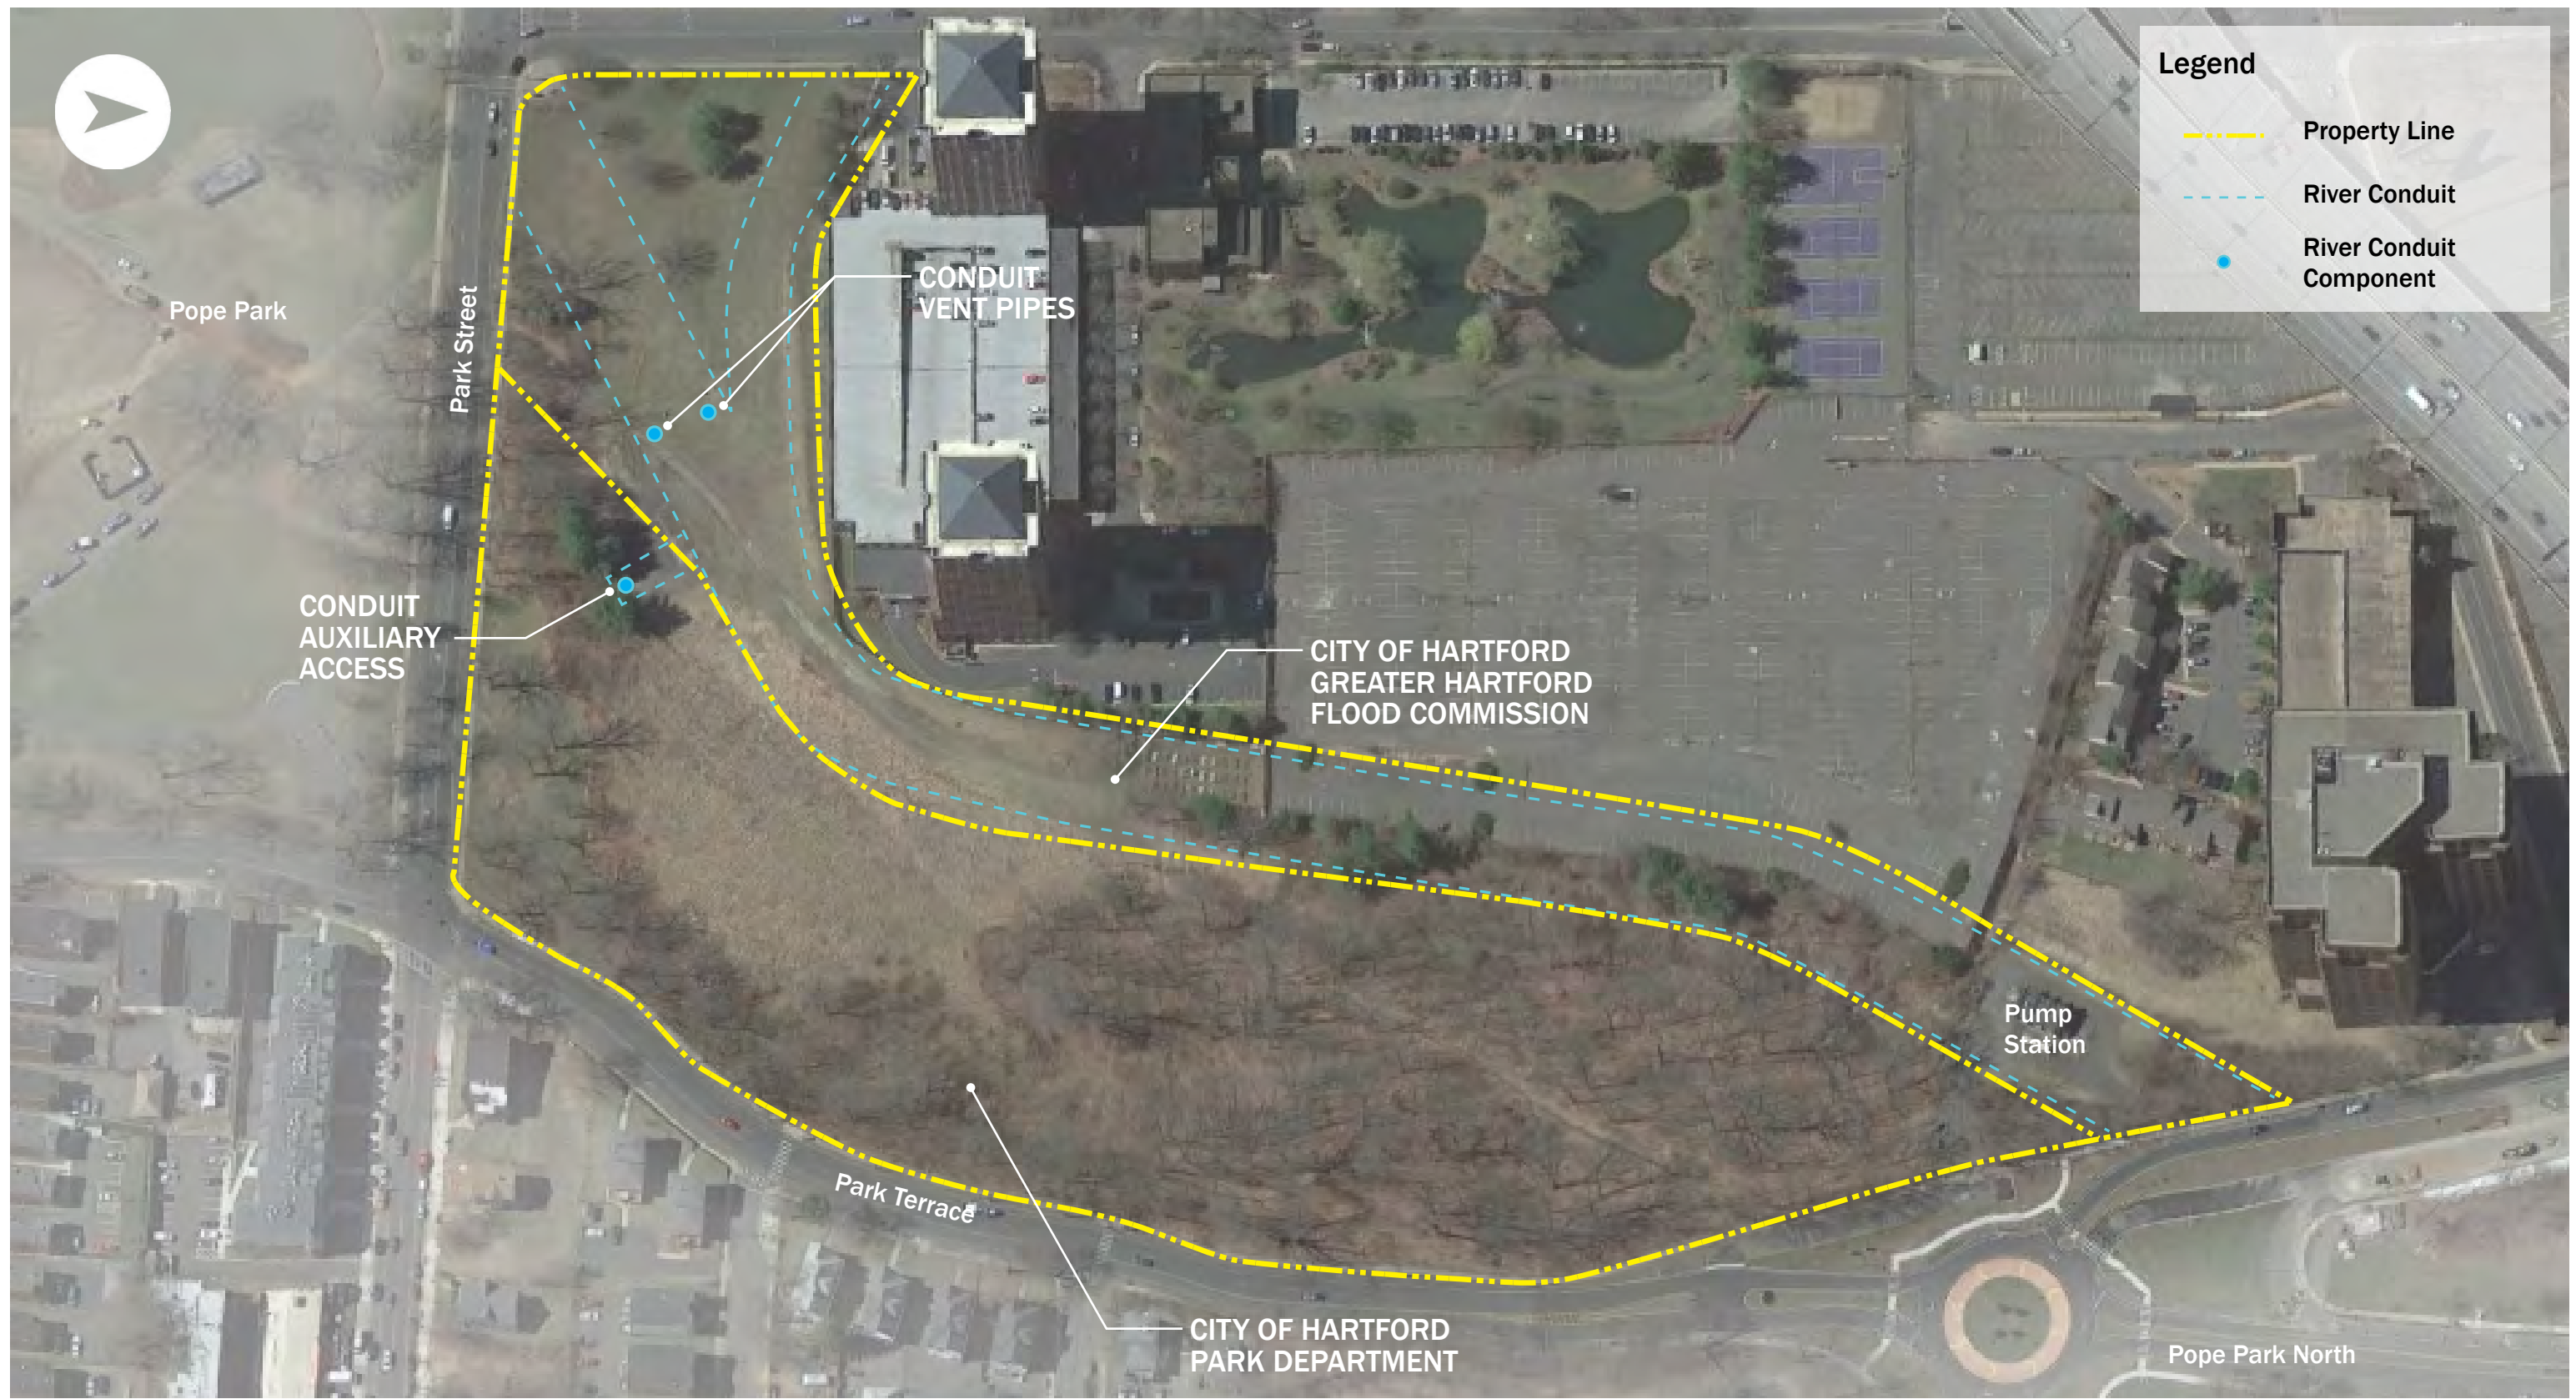 Legend
Property Line
River Conduit
River Conduit
Component
Pope Park
Park Street
CONDUIT
VENT PIPES
CONDUIT
AUXILIARY
ACCESS
CITY OF HARTFORD
GREATER HARTFORD
FLOOD COMMISSION
Pump
Station
Park Terrace
CITY OF HARTFORD
PARK DEPARTMENT
Pope Park North